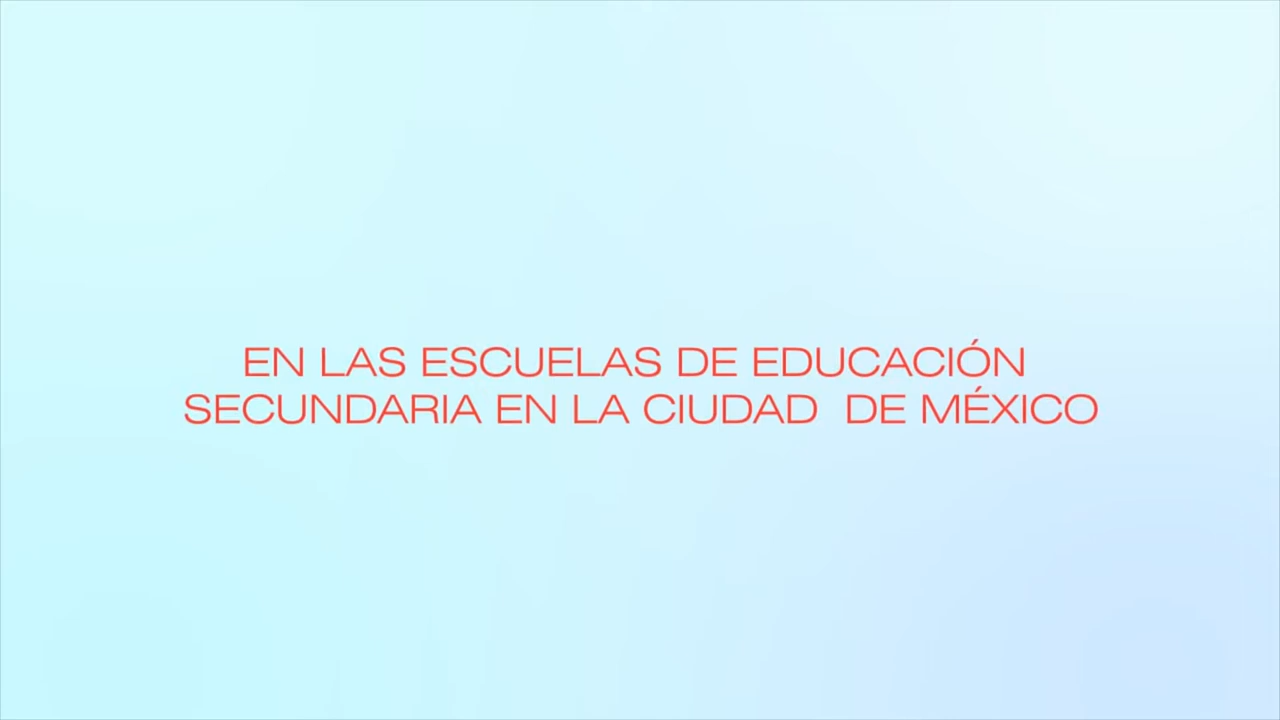 EN LAS ESCUELAS DE EDUCACIÓN
SECUNDARIA EN LA CIUDAD  DE MÉXICO